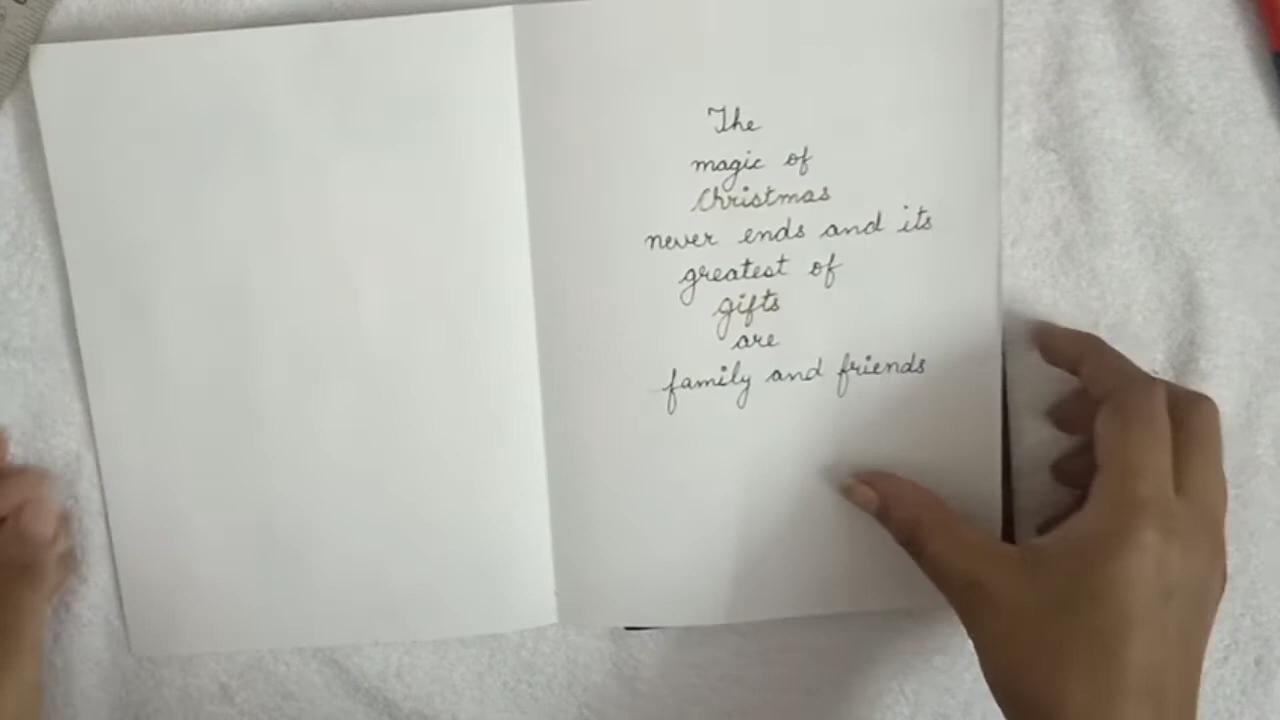 The
magic of
Christmas
never ends and its
greatest of
gifts
are
family and friends